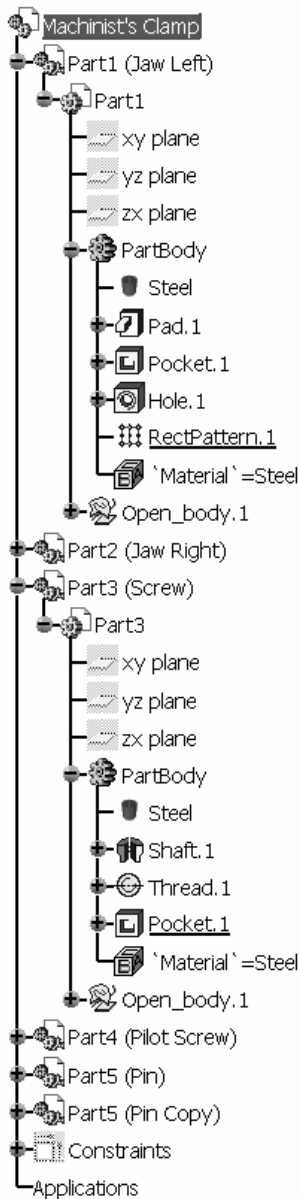 Machinist's Clamp
Part1 (Jaw Left)
Part1
xy plane
yz plane
zx plane
PartBody
Steel
Pad.1
Pocket.1
Hole.1
RectPattern.1
`Material`=Steel
Open_body.1
Part2 (Jaw Right)
Part3 (Screw)
Part3
xy plane
yz plane
zx plane
PartBody
Steel
Shaft.1
Thread.1
Pocket.1
`Material`=Steel
Open_body.1
Part4 (Pilot Screw)
Part5 (Pin)
Part5 (Pin Copy)
Constraints
Applications